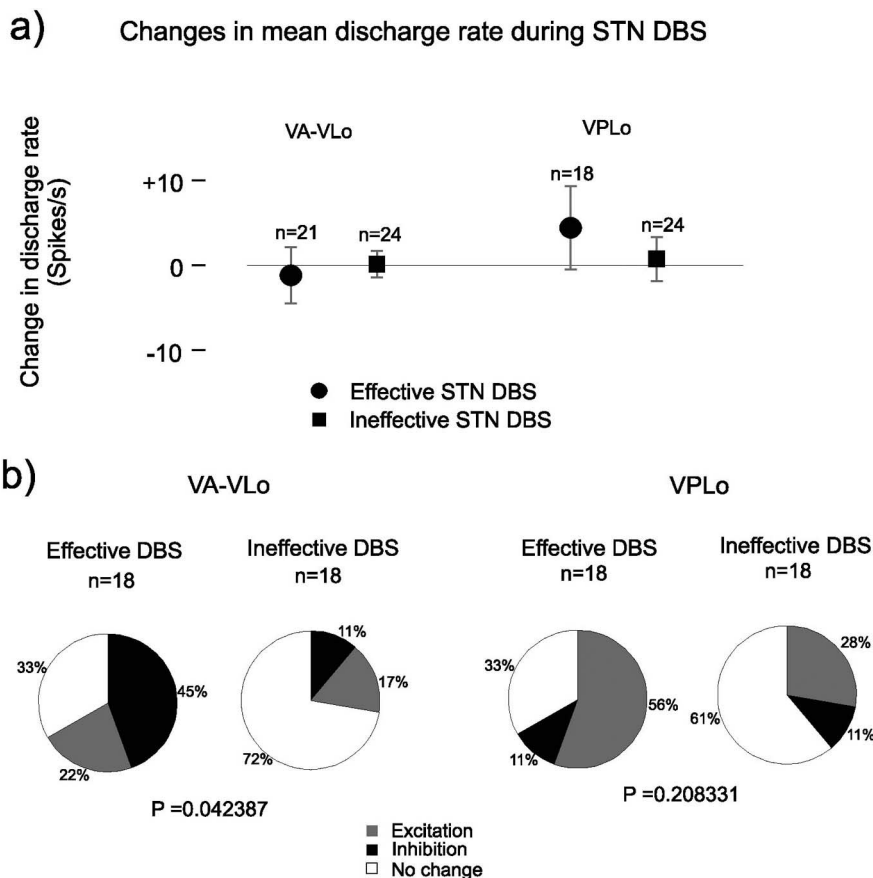 a)
Changes in mean discharge rate during STN DBS
Change in discharge rate
(Spikes/s)
VA-VLo
VPLo
+10
0
-10
n=21
n=24
n=18
n=24
Effective STN DBS
Ineffective STN DBS
b)
VA-VLo
VPLo
Effective DBS
n=18
Ineffective DBS
n=18
Effective DBS
n=18
Ineffective DBS
n=18
33%
45%
22%
11%
17%
72%
33%
56%
11%
28%
61%
11%
P =0.042387
P =0.208331
Excitation
Inhibition
No change